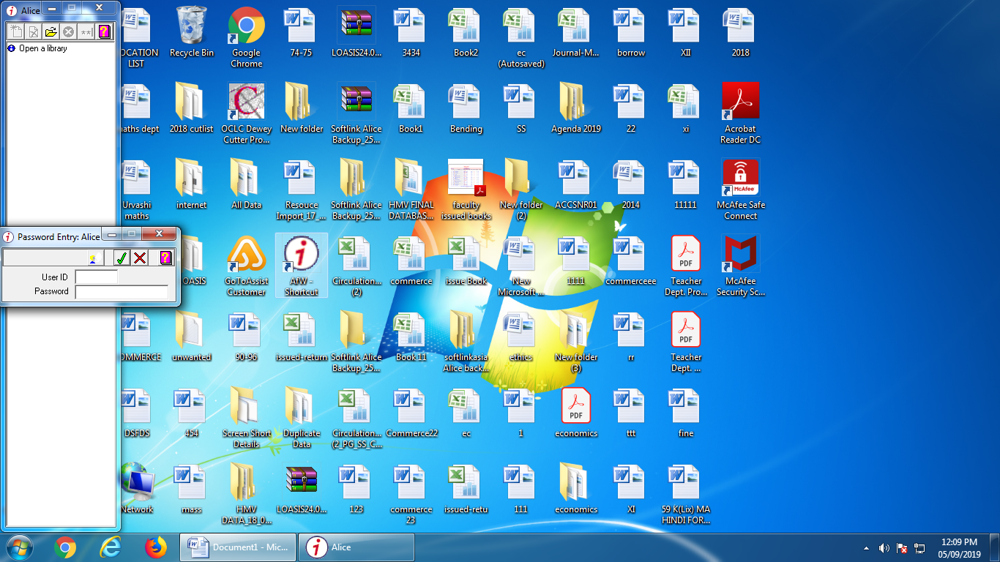 Alice
Open a library
OCATION
LIST
Recycle Bin
Google
Chrome
74-75
LOASIS24.0...
3434
Book2
ec
(Autosaved)
Journal-M...
borrow
XII
2018
maths dept
2018 cutlist
OCLC Dewey
Cutter Pro...
New folder
Softlink Alice
Backup_25...
Book1
Bending
SS
Agenda 2019
22
xi
Acrobat
Reader DC
Urvashi
maths
internet
All Data
Resouce
Import_17_...
Softlink Alice
Backup_25...
HMV FINAL
DATABAS...
faculty
issued books
New folder
(2)
ACCSNR01
2014
11111
McAfee Safe
Connect
Password Entry: Alice
User ID
Password
OASIS
GoToAssist
Customer
AfW -
Shortcut
Circulation...
(2)
commerce
issue Book
New
Microsoft ...
1111
commerceee
PDF
Teacher
Dept. Pro...
McAfee
Security Sc...
OMMERCE
unwanted
90-96
issued-return
Softlink Alice
Backup_25...
Book 11
softlinkasia
Alice back...
ethics
New folder
(3)
rr
PDF
Teacher
Dept. ...
DSFDS
454
Screen Short
Details
Duplicate
Data
Circulation...
(2_PG_SS_C...
Commerce22
ec
1
PDF
economics
ttt
fine
Network
mass
HMV
DATA_18_0...
LOASIS24.0...
123
commerce
23
issued-retu
111
economics
XI
59 K(Lix) MA
HINDI FOR...
Document1 - Mic...
Alice
12:09 PM
05/09/2019